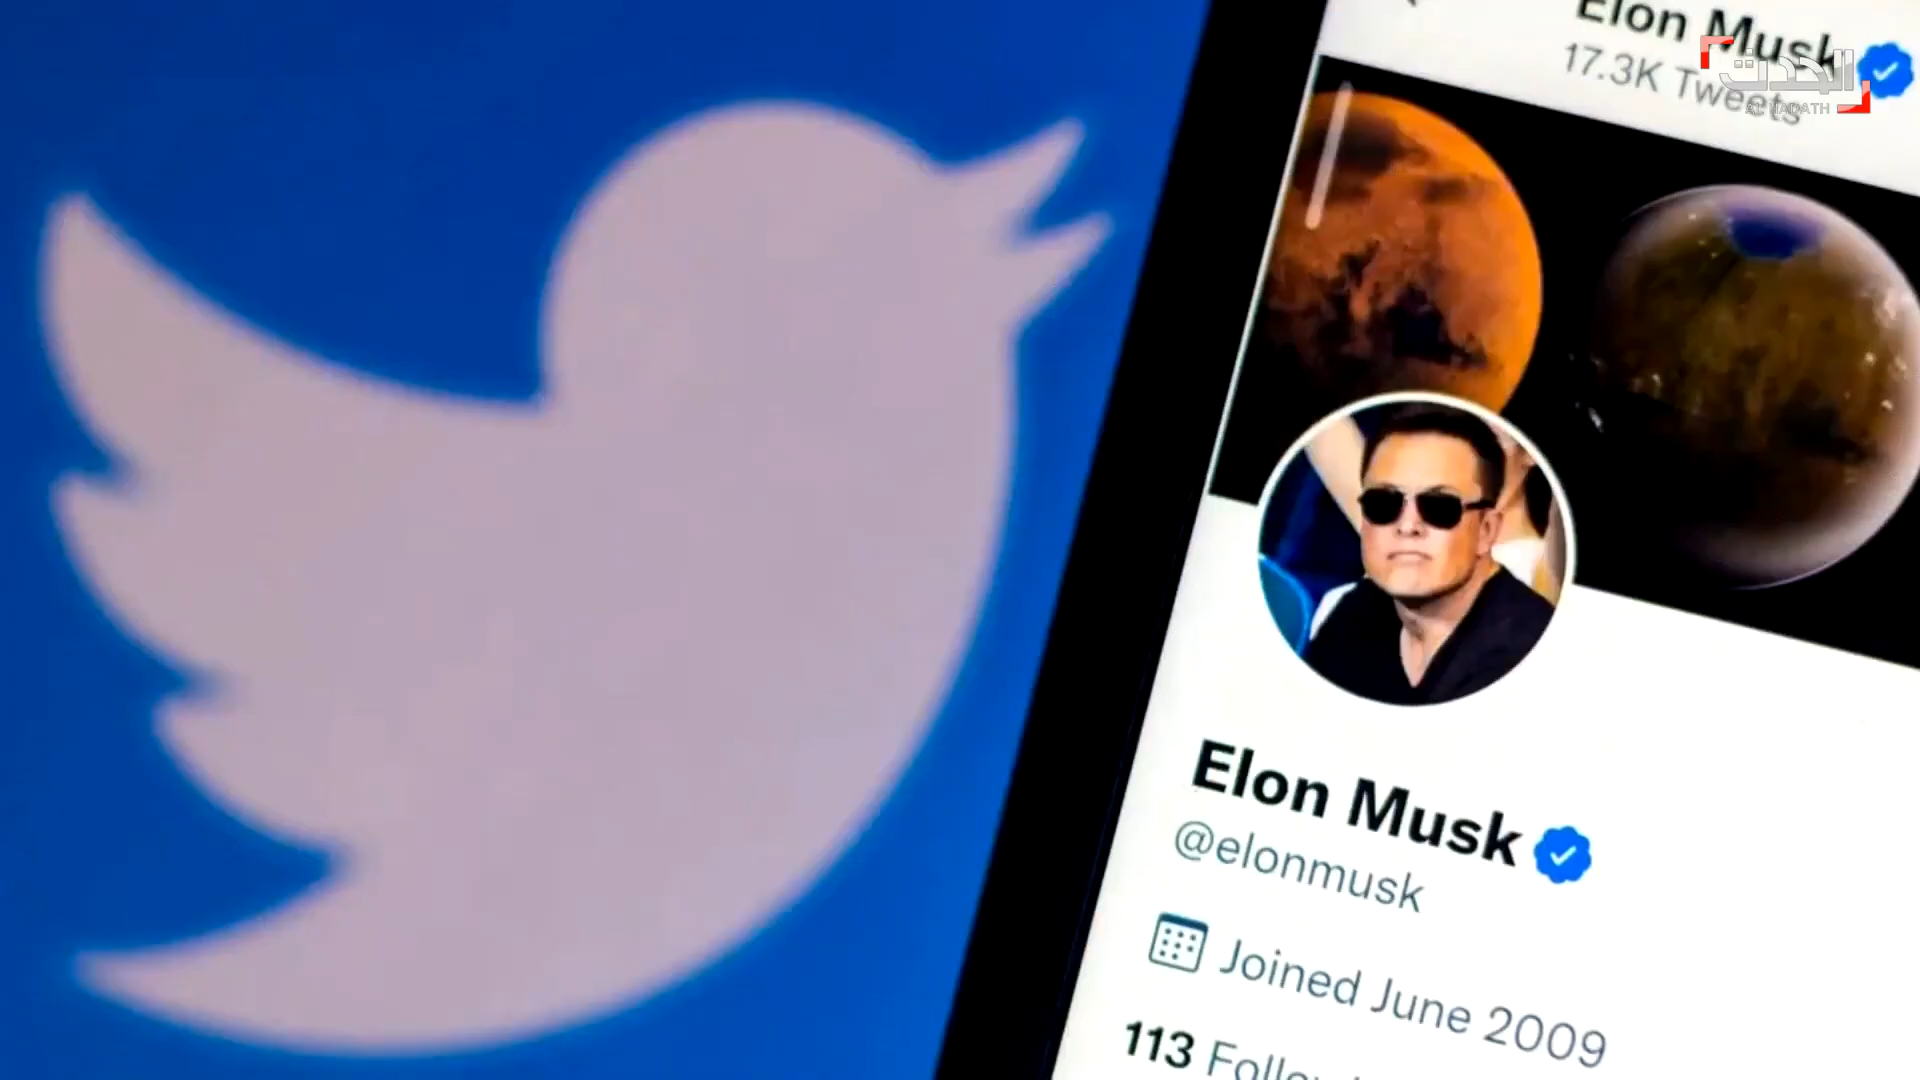 Elon Musk
17.3K Tweets
الحدث
AL HADATH
Elon Musk
@elonmusk
Joined June 2009
113